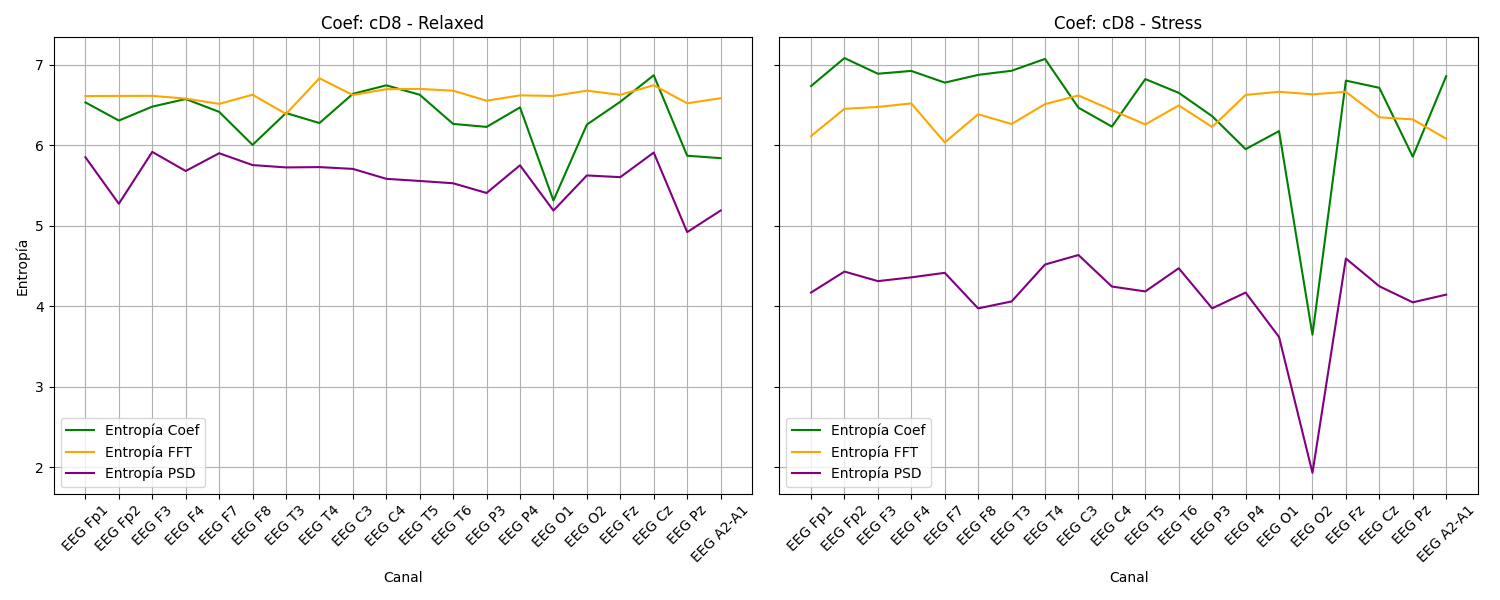 Coef: cD8 - Relaxed
Entropía
7
6
5
4
3
2
Entropía Coef
Entropía FFT
Entropía PSD
EEG Fp1
EEG Fp2
EEG F3
EEG F4
EEG F7
EEG F8
EEG T3
EEG T4
EEG C3
EEG C4
EEG T5
EEG T6
EEG P3
EEG P4
EEG O1
EEG O2
EEG Fz
EEG Cz
EEG Pz
EEG A2-A1
Canal
Coef: cD8 - Stress
Entropía Coef
Entropía FFT
Entropía PSD
EEG Fp1
EEG Fp2
EEG F3
EEG F4
EEG F7
EEG F8
EEG T3
EEG T4
EEG C3
EEG C4
EEG T5
EEG T6
EEG P3
EEG P4
EEG O1
EEG O2
EEG Fz
EEG Cz
EEG Pz
EEG A2-A1
Canal